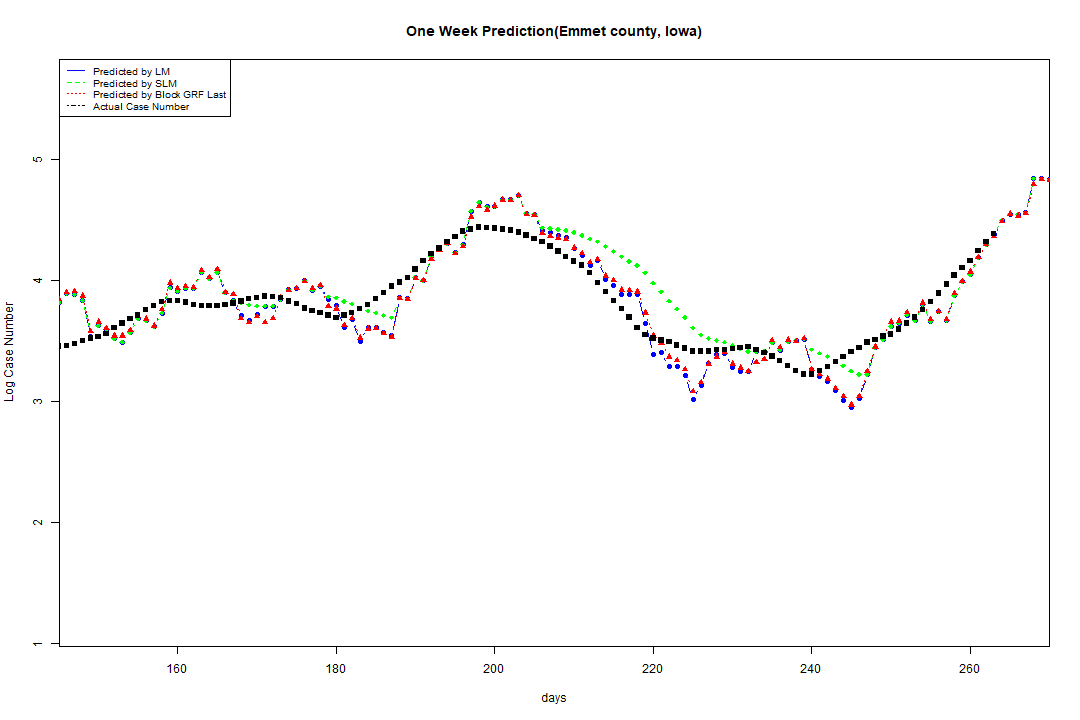 One Week Prediction(Emmet county, Iowa)
Predicted by LM
Predicted by SLM
Predicted by Block GRF Last
Actual Case Number
5
4
3
2
1
Log Case Number
160 180 200 220 240 260
days